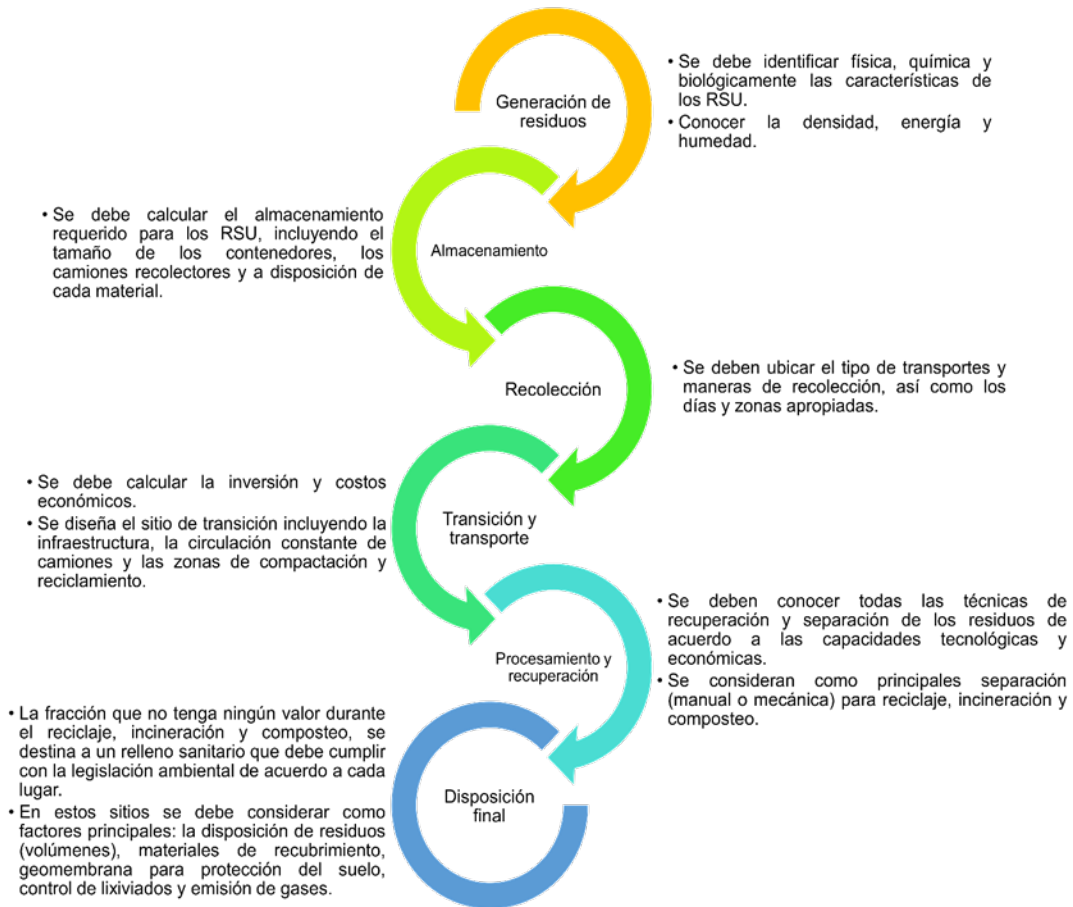 Generación de
residuos
• Se debe identificar física, química y
biológicamente las características de
los RSU.
• Conocer la densidad, energía y
humedad.
• Se debe calcular el almacenamiento
requerido para los RSU, incluyendo el
tamaño de los contenedores, los
camiones recolectores y a disposición de
cada material.
Almacenamiento
Recolección
• Se deben ubicar el tipo de transportes y
maneras de recolección, así como los
días y zonas apropiadas.
• Se debe calcular la inversión y costos
económicos.
• Se diseña el sitio de transición incluyendo la
infraestructura, la circulación constante de
camiones y las zonas de compactación y
reciclamiento.
Transición y
transporte
Procesamiento y
recuperación
• Se deben conocer todas las técnicas de
recuperación y separación de los residuos de
acuerdo a las capacidades tecnológicas y
económicas.
• Se consideran como principales separación
(manual o mecánica) para reciclaje, incineración y
composteo.
• La fracción que no tenga ningún valor durante
el reciclaje, incineración y composteo, se
destina a un relleno sanitario que debe cumplir
con la legislación ambiental de acuerdo a cada
lugar.
• En estos sitios se debe considerar como
factores principales: la disposición de residuos
(volúmenes), materiales de recubrimiento,
geomembrana para protección del suelo,
control de lixiviados y emisión de gases.
Disposición
final